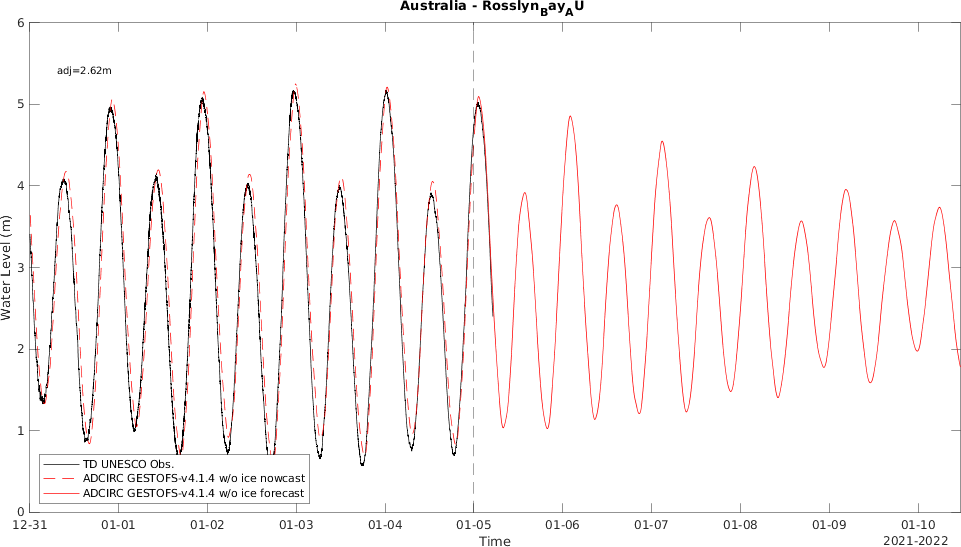 Australia - RosslynBayAU
6
adj=2.62m
5
4
3
2
1
0
Water Level (m)
TD UNESCO Obs.
ADCIRC GESTOFS-v4.1.4 w/o ice nowcast
ADCIRC GESTOFS-v4.1.4 w/o ice forecast
12-31 01-01 01-02 01-03 01-04 01-05 01-06 01-07 01-08 01-09 01-10
Time
2021-2022